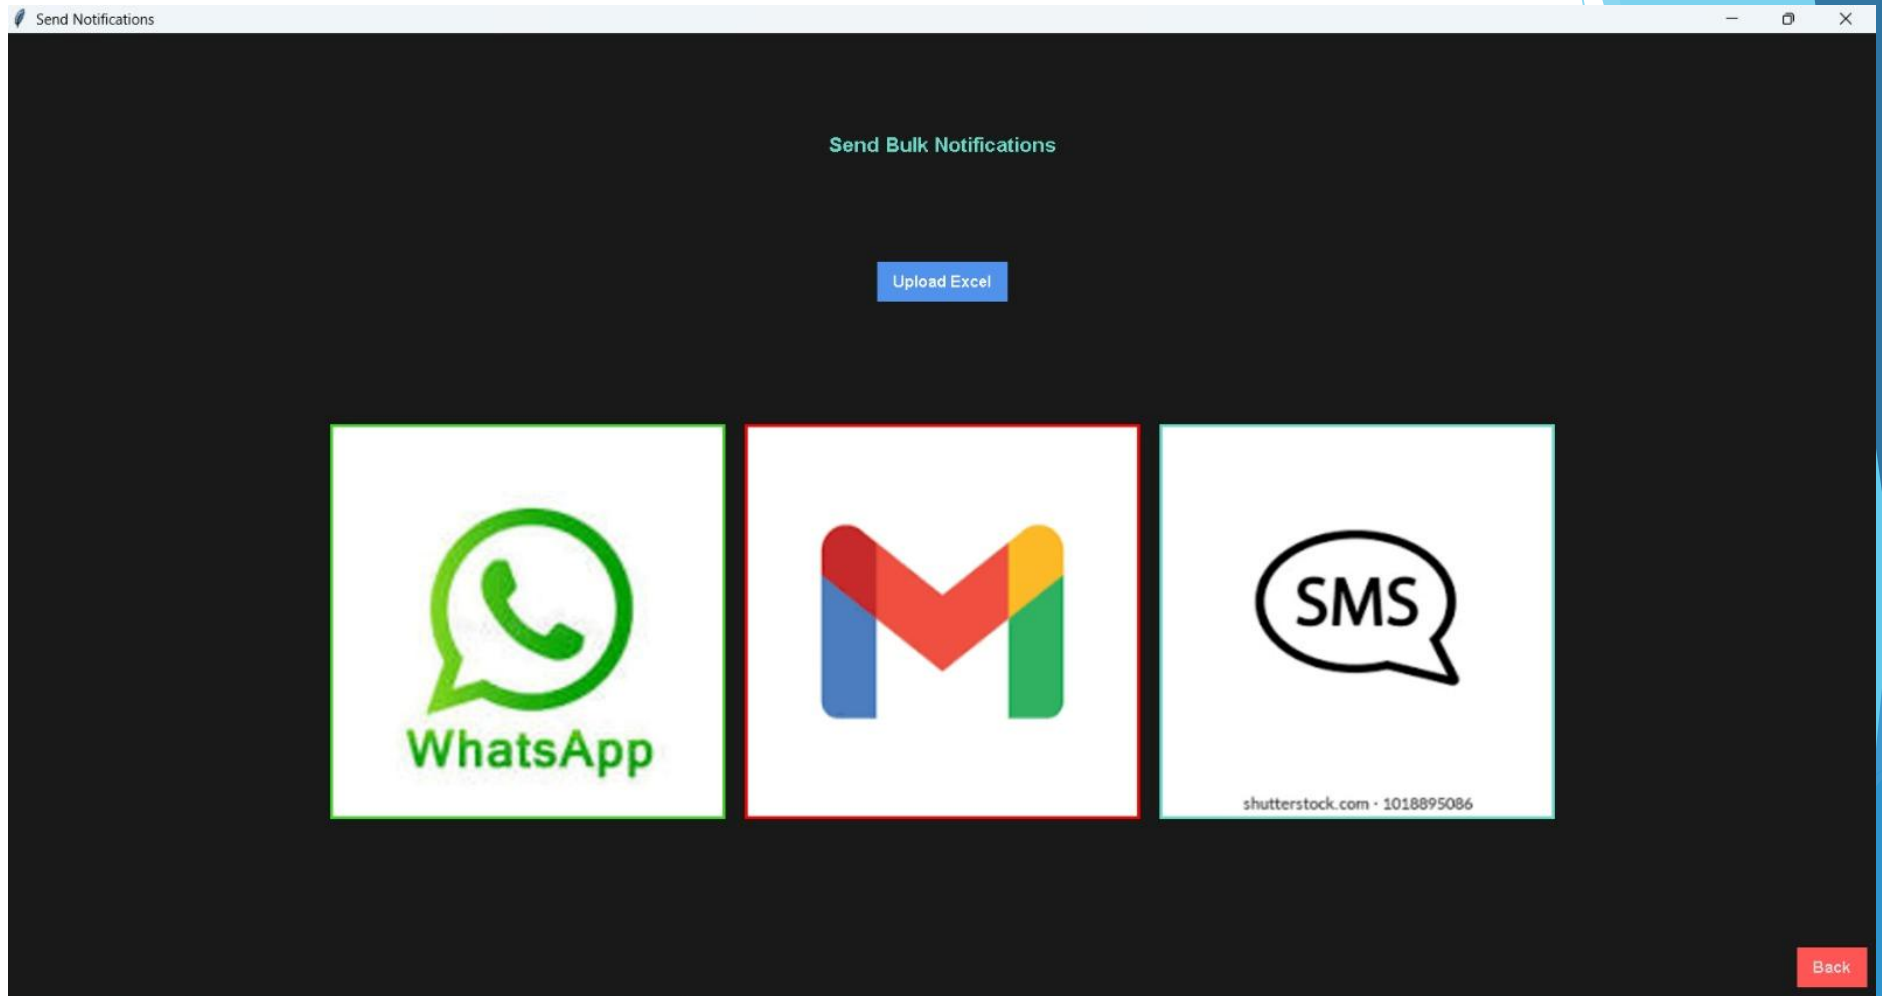 Send Notifications
Send Bulk Notifications
Upload Excel
WhatsApp
SMS
shutterstock.com · 1018895086
Back